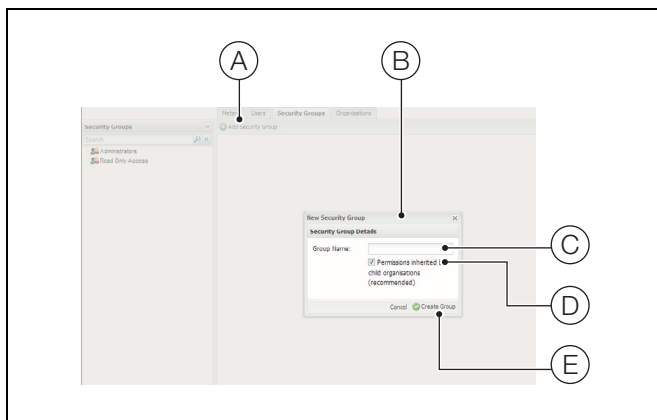 A
B
Users
Security Groups
Organisations
Security Groups
Add Security Group
Search
Administrators
Read Only Access
New Security Group
Security Group Details
Group Name:
C
Permissions inherited
child organisations
(recommended)
D
Cancel
Create Group
E